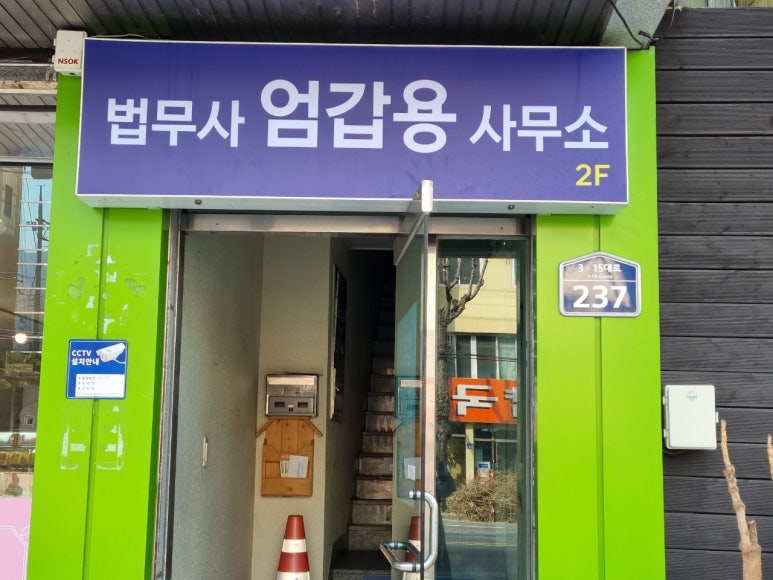 NSOK
법무사 엄갑용 사무소
2F
3·15대로
237
CCTV
설치안내